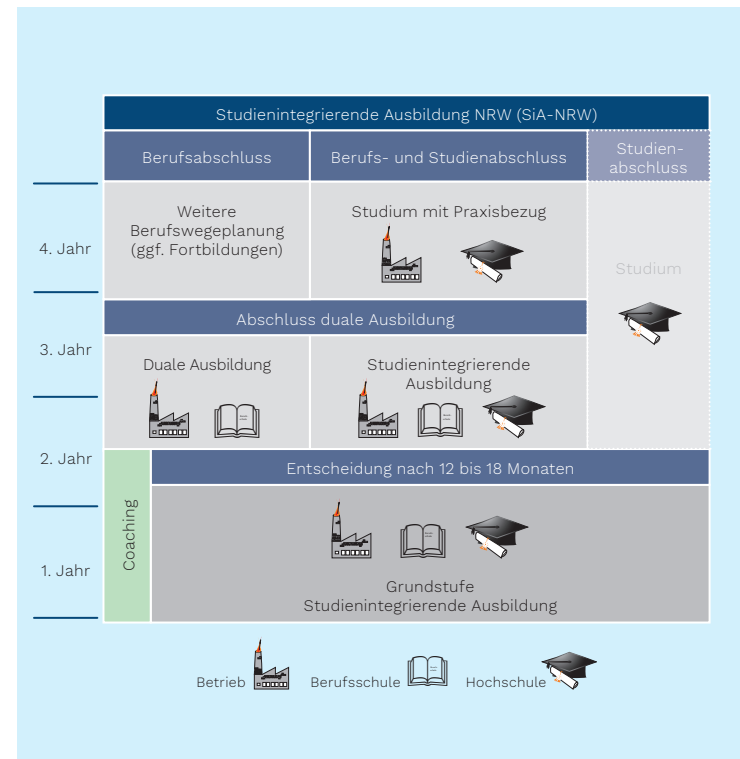 Studienintegrierende Ausbildung NRW (SiA-NRW)
Berufsabschluss
Berufs- und Studienabschluss
Studien-
abschluss
4. Jahr
Weitere
Berufswegeplanung
(ggf. Fortbildungen)
Studium mit Praxisbezug
Studium
Abschluss duale Ausbildung
3. Jahr
Duale Ausbildung
Studienintegrierende
Ausbildung
2. Jahr
Entscheidung nach 12 bis 18 Monaten
Coaching
1. Jahr
Grundstufe
Studienintegrierende Ausbildung
Betrieb
Berufsschule
Hochschule